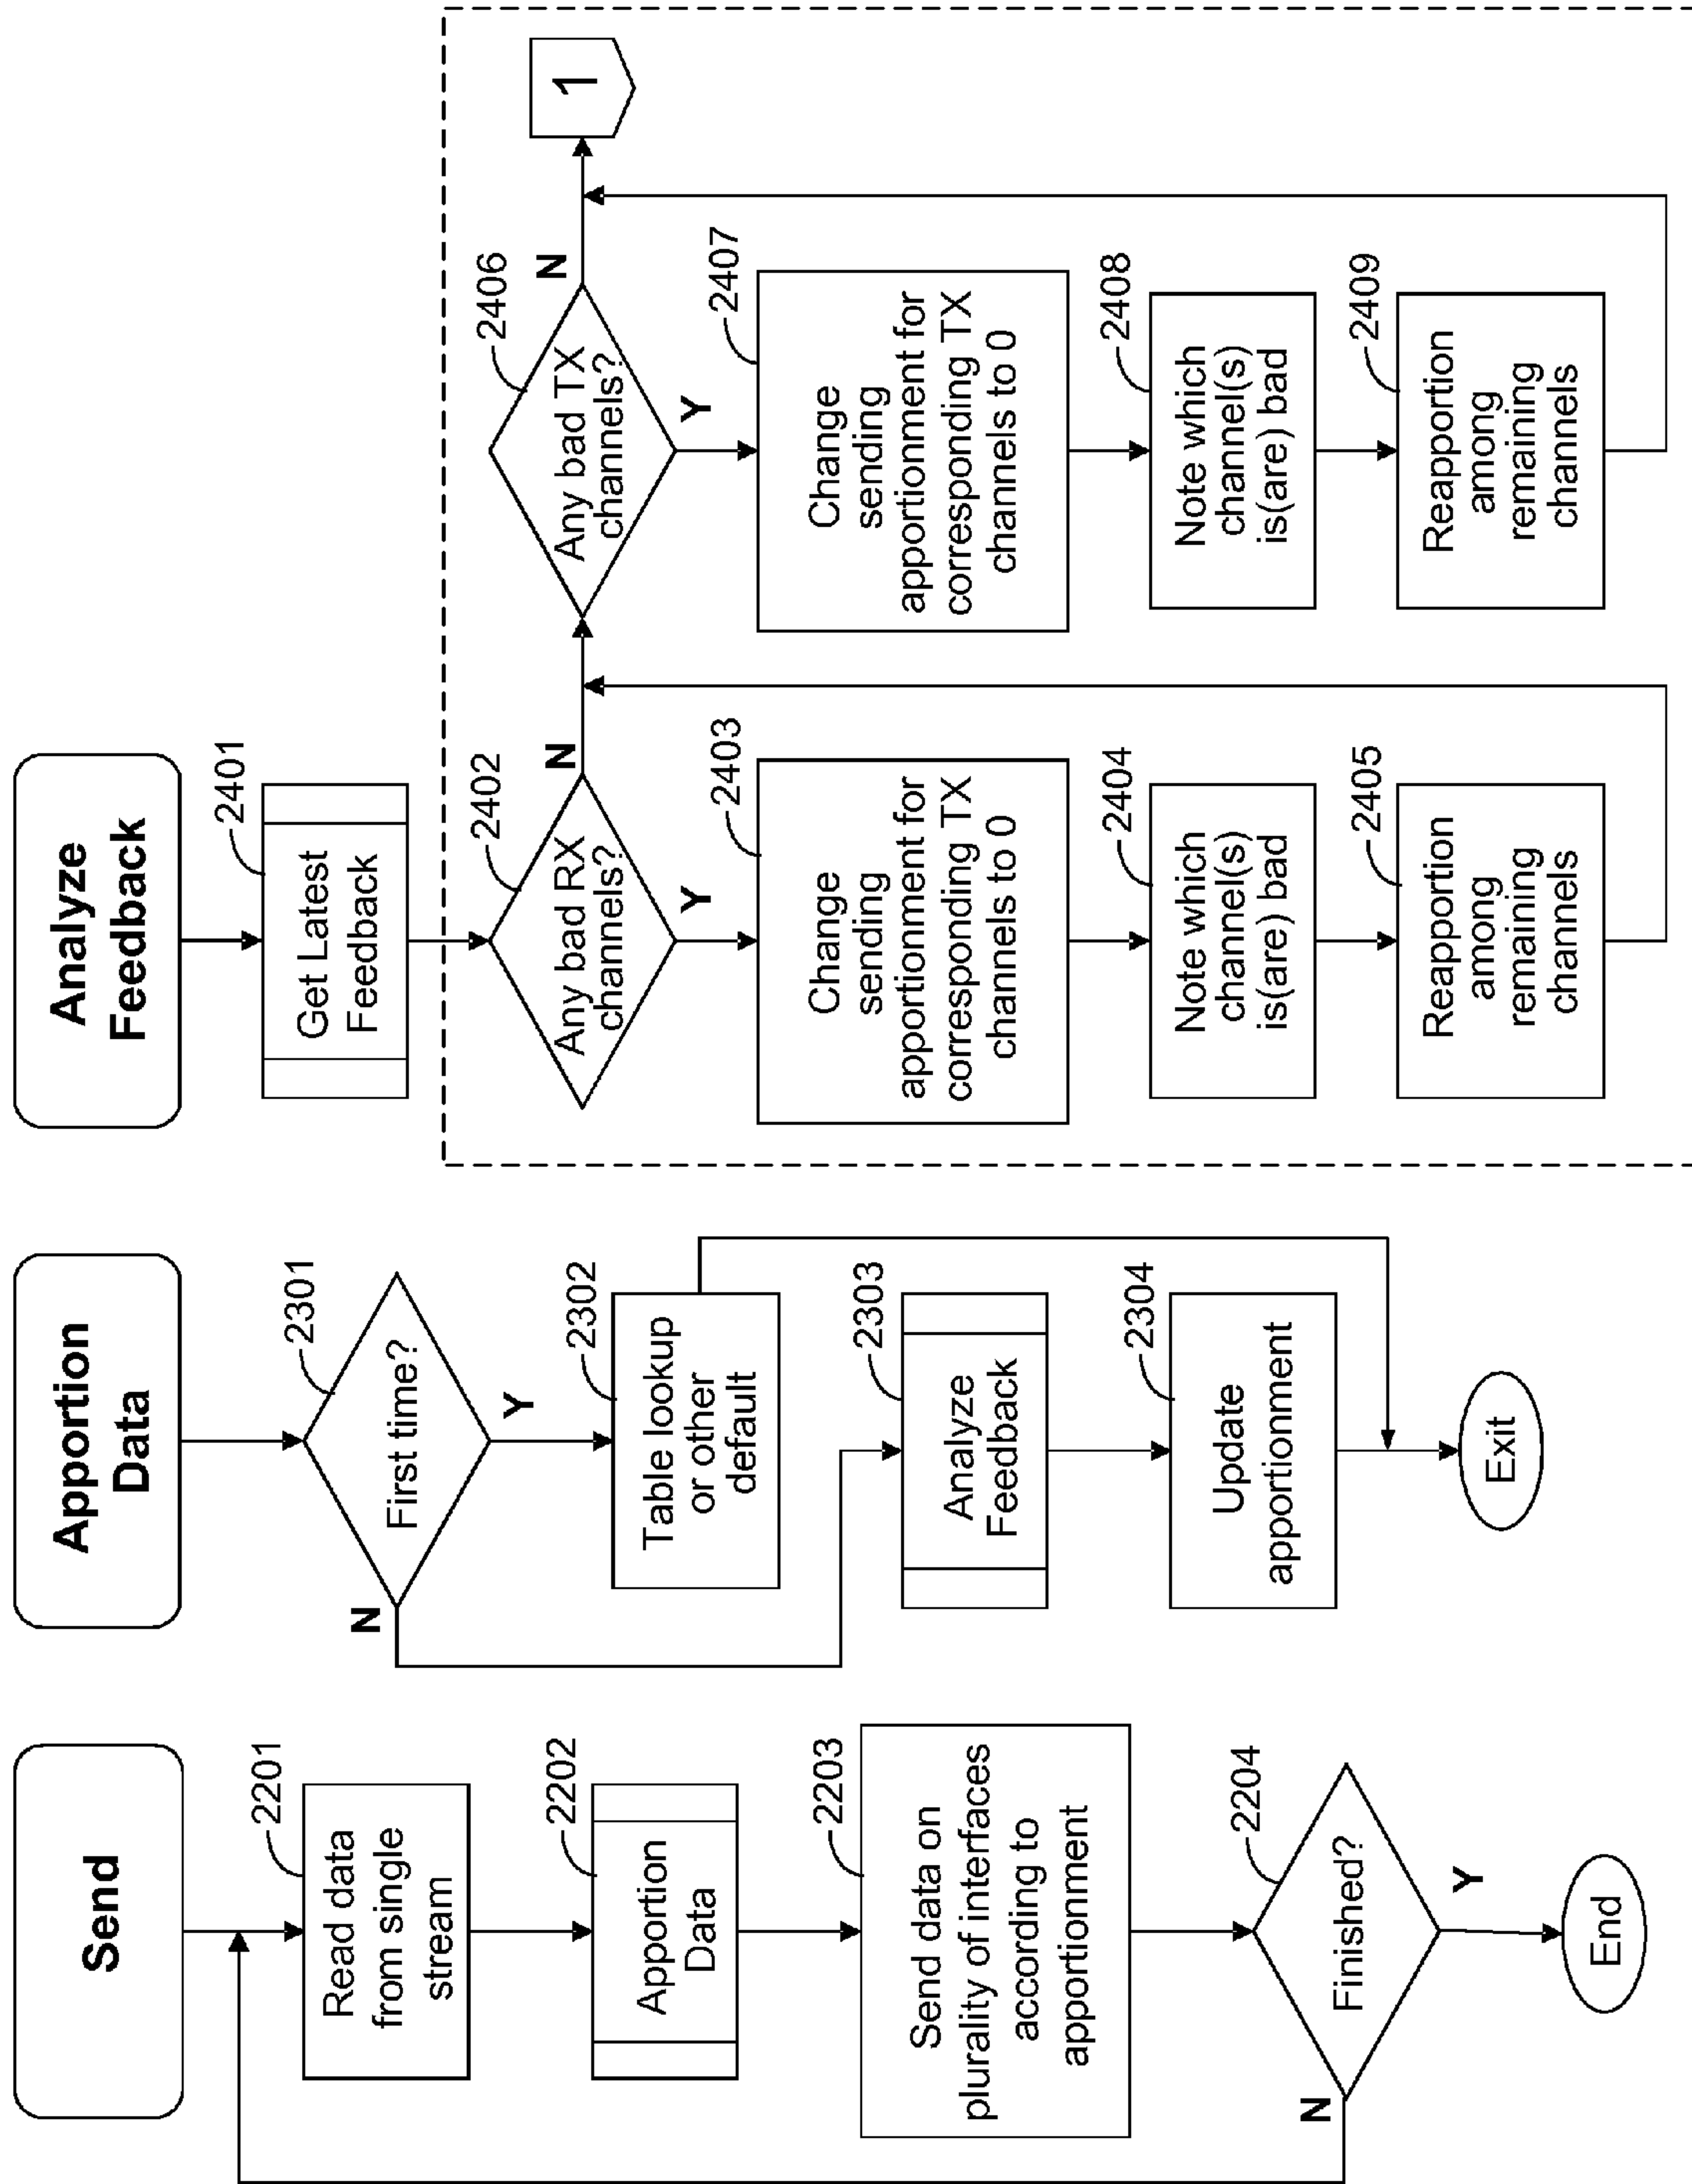 Send
2201
Read data
from single
stream
2202
Apportion
Data
2203
Send data on
plurality of interfaces
according to
apportionment
2204
Finished?
N
Y
End
Apportion
Data
2301
First time?
N
Y
2302
Table lookup
or other
default
2303
Analyze
Feedback
2304
Update
apportionment
Exit
Analyze
Feedback
2401
Get Latest
Feedback
2402
Any bad RX
channels?
N
Y
2403
Change
sending
apportionment for
corresponding TX
channels to 0
2404
Note which
channel(s)
is(are) bad
2405
Reapportion
among
remaining
channels
2406
Any bad TX
channels?
N
Y
2407
Change
sending
apportionment for
corresponding TX
channels to 0
2408
Note which
channel(s)
is(are) bad
2409
Reapportion
among
remaining
channels
1